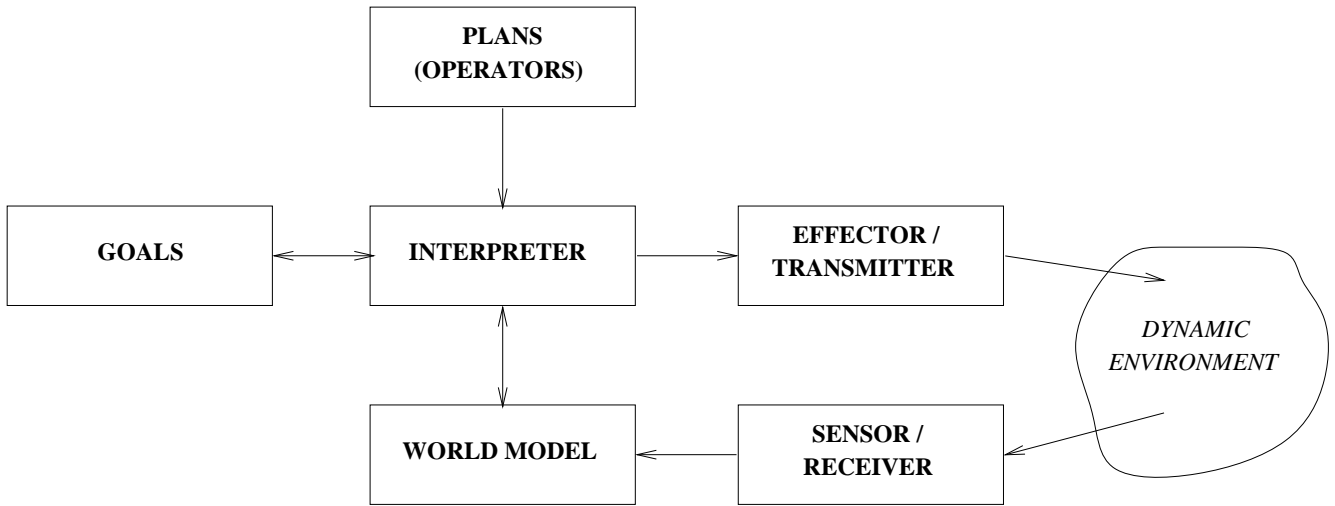 PLANS
(OPERATORS)
GOALS
INTERPRETER
EFFECTOR /
TRANSMITTER
DYNAMIC
ENVIRONMENT
WORLD MODEL
SENSOR /
RECEIVER